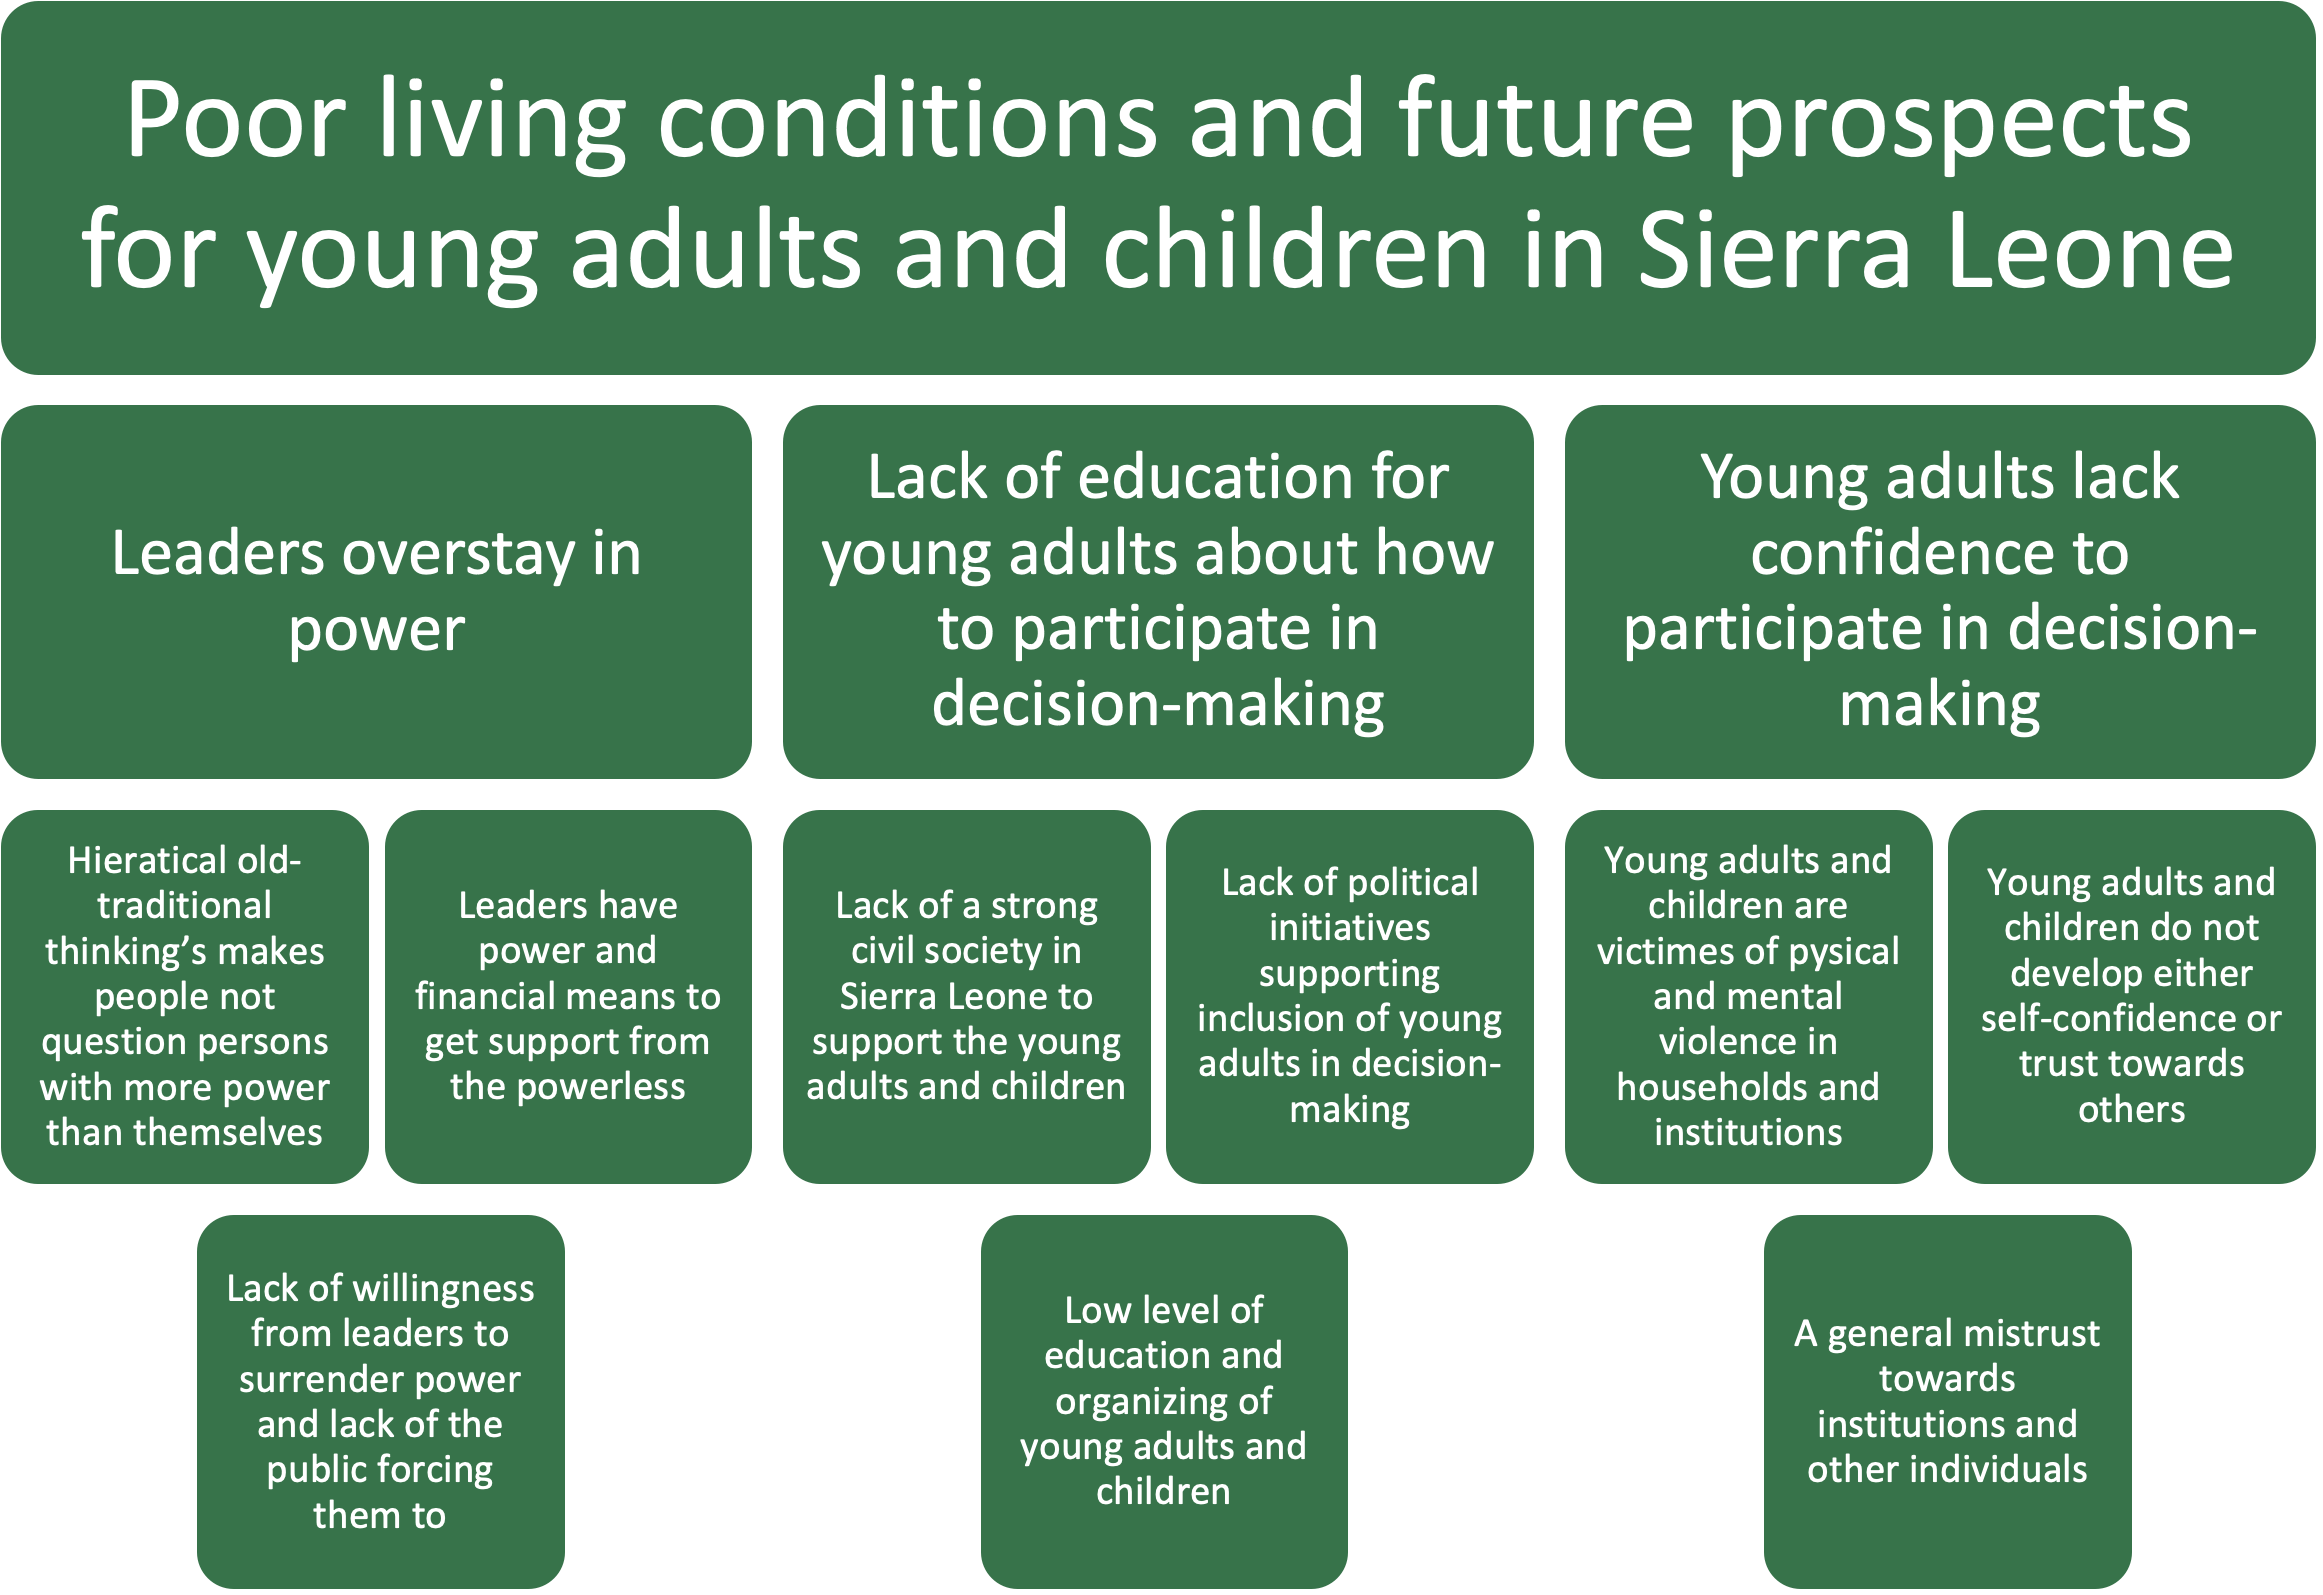 Poor living conditions and future prospects
for young adults and children in Sierra Leone
Leaders overstay in
power
Lack of education for
young adults about how
to participate in
decision-making
Young adults lack
confidence to
participate in decision-
making
Hieratical old-
traditional
thinking’s makes
people not
question persons
with more power
than themselves
Leaders have
power and
financial means to
get support from
the powerless
Lack of a strong
civil society in
Sierra Leone to
support the young
adults and children
Lack of political
initiatives
supporting
inclusion of young
adults in decision-
making
Young adults and
children are
victimes of pysical
and mental
violence in
households and
institutions
Young adults and
children do not
develop either
self-confidence or
trust towards
others
Lack of willingness
from leaders to
surrender power
and lack of the
public forcing
them to
Low level of
education and
organizing of
young adults and
children
A general mistrust
towards
institutions and
other individuals